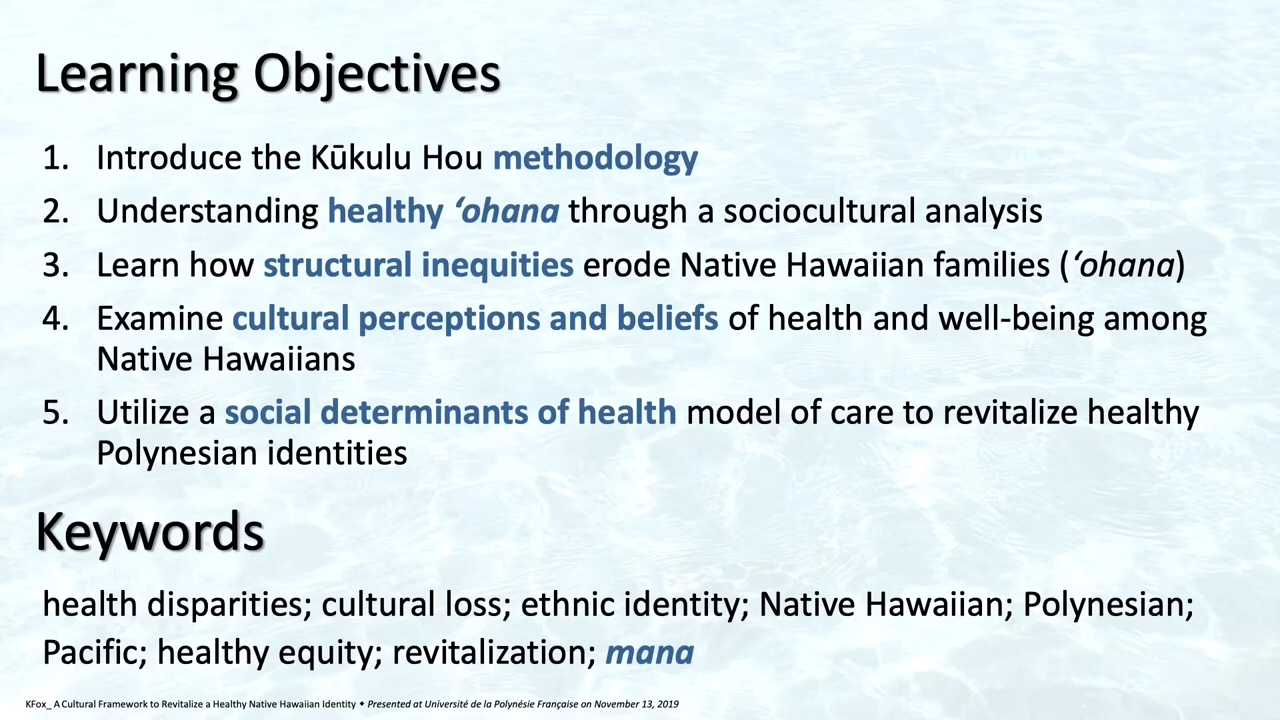 Learning Objectives
1. Introduce the Kūkulu Hou methodology
2. Understanding healthy ‘ohana through a sociocultural analysis
3. Learn how structural inequities erode Native Hawaiian families (‘ohana)
4. Examine cultural perceptions and beliefs of health and well-being among
Native Hawaiians
5. Utilize a social determinants of health model of care to revitalize healthy
Polynesian identities
Keywords
health disparities; cultural loss; ethnic identity; Native Hawaiian; Polynesian;
Pacific; healthy equity; revitalization; mana
KFox_ A Cultural Framework to Revitalize a Healthy Native Hawaiian Identity ◆ Presented at Université de la Polynésie Française on November 13, 2019